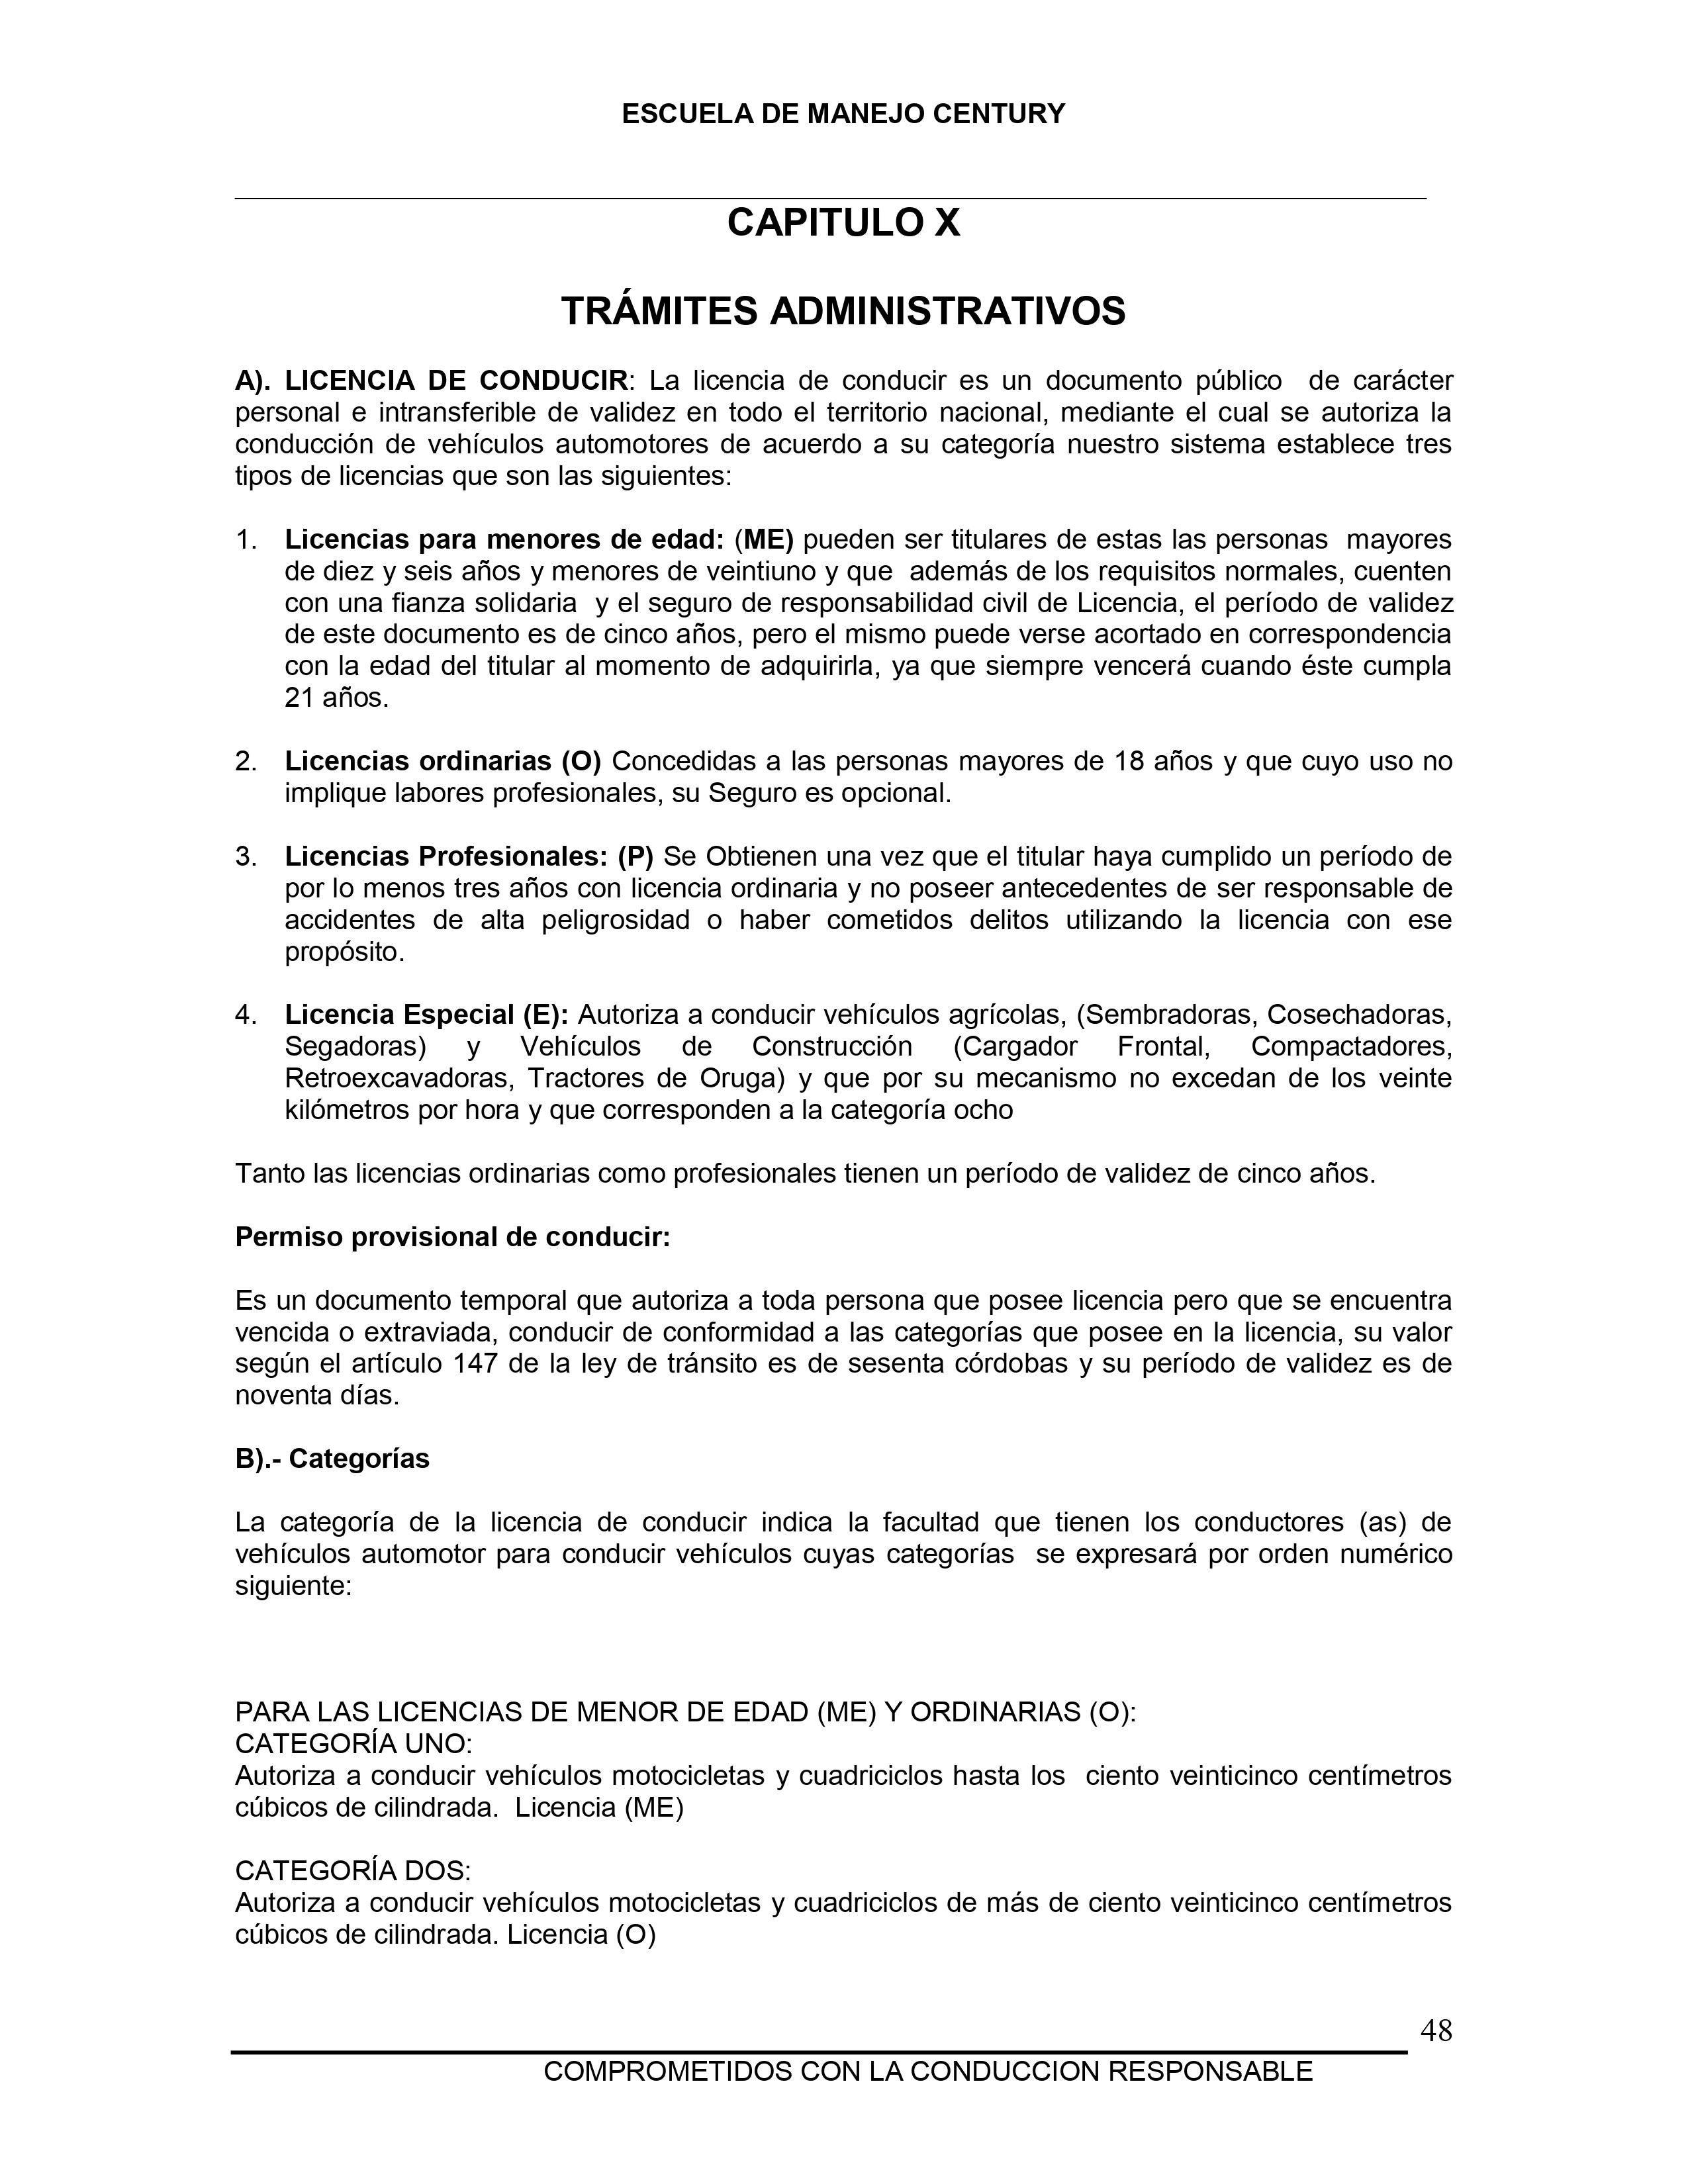 ESCUELA DE MANEJO CENTURY
CAPITULO X
TRÁMITES ADMINISTRATIVOS
A). LICENCIA DE CONDUCIR: La licencia de conducir es un documento público de carácter
personal e intransferible de validez en todo el territorio nacional, mediante el cual se autoriza la
conducción de vehículos automotores de acuerdo a su categoría nuestro sistema establece tres
tipos de licencias que son las siguientes:
1. Licencias para menores de edad: (ME) pueden ser titulares de estas las personas mayores
de diez y seis años y menores de veintiuno y que además de los requisitos normales, cuenten
con una fianza solidaria y el seguro de responsabilidad civil de Licencia, el período de validez
de este documento es de cinco años, pero el mismo puede verse acortado en correspondencia
con la edad del titular al momento de adquirirla, ya que siempre vencerá cuando éste cumpla
21 años.
2. Licencias ordinarias (O) Concedidas a las personas mayores de 18 años y que cuyo uso no
implique labores profesionales, su Seguro es opcional.
3. Licencias Profesionales: (P) Se Obtienen una vez que el titular haya cumplido un período de
por lo menos tres años con licencia ordinaria y no poseer antecedentes de ser responsable de
accidentes de alta peligrosidad o haber cometidos delitos utilizando la licencia con ese
propósito.
4. Licencia Especial (E): Autoriza a conducir vehículos agrícolas, (Sembradoras, Cosechadoras,
Segadoras) y Vehículos de Construcción (Cargador Frontal, Compactadores,
Retroexcavadoras, Tractores de Oruga) y que por su mecanismo no excedan de los veinte
kilómetros por hora y que corresponden a la categoría ocho
Tanto las licencias ordinarias como profesionales tienen un período de validez de cinco años.
Permiso provisional de conducir:
Es un documento temporal que autoriza a toda persona que posee licencia pero que se encuentra
vencida o extraviada, conducir de conformidad a las categorías que posee en la licencia, su valor
según el artículo 147 de la ley de tránsito es de sesenta córdobas y su período de validez es de
noventa días.
B).- Categorías
La categoría de la licencia de conducir indica la facultad que tienen los conductores (as) de
vehículos automotor para conducir vehículos cuyas categorías se expresará por orden numérico
siguiente:
PARA LAS LICENCIAS DE MENOR DE EDAD (ME) Y ORDINARIAS (O):
CATEGORÍA UNO:
Autoriza a conducir vehículos motocicletas y cuadriciclos hasta los ciento veinticinco centímetros
cúbicos de cilindrada. Licencia (ME)
CATEGORÍA DOS:
Autoriza a conducir vehículos motocicletas y cuadriciclos de más de ciento veinticinco centímetros
cúbicos de cilindrada. Licencia (O)
48
COMPROMETIDOS CON LA CONDUCCION RESPONSABLE